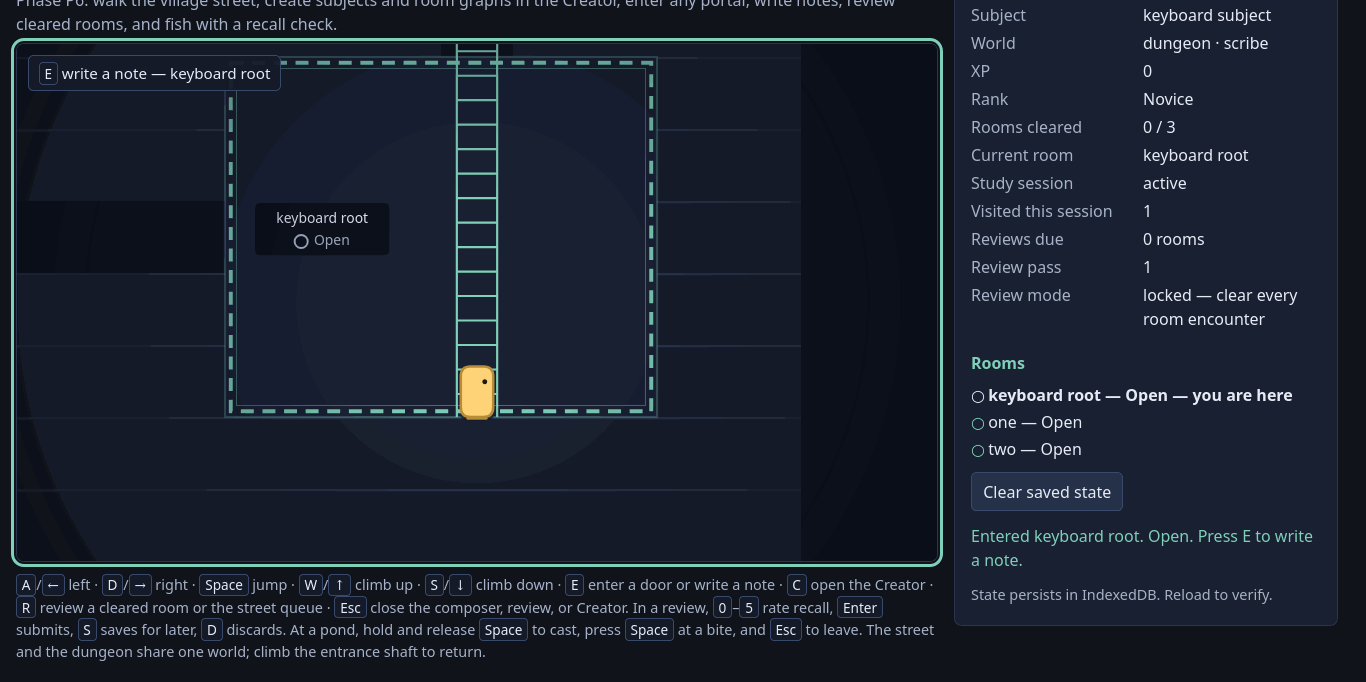 Phase P6: walk the village street, create subjects and room graphs in the Creator, enter any portal, write notes, review
cleared rooms, and fish with a recall check.
E write a note — keyboard root
keyboard root
Open
A / ← left · D / → right · Space jump · W / ↑ climb up · S / ↓ climb down · E enter a door or write a note · C open the Creator ·
R review a cleared room or the street queue · Esc close the composer, review, or Creator. In a review, 0 – 5 rate recall, Enter
submits, S saves for later, D discards. At a pond, hold and release Space to cast, press Space at a bite, and Esc to leave. The street
and the dungeon share one world; climb the entrance shaft to return.
Subject keyboard subject
World dungeon · scribe
XP 0
Rank Novice
Rooms cleared 0 / 3
Current room keyboard root
Study session active
Visited this session 1
Reviews due 0 rooms
Review pass 1
Review mode locked — clear every
room encounter
Rooms
keyboard root — Open — you are here
one — Open
two — Open
Clear saved state
Entered keyboard root. Open. Press E to write
a note.
State persists in IndexedDB. Reload to verify.